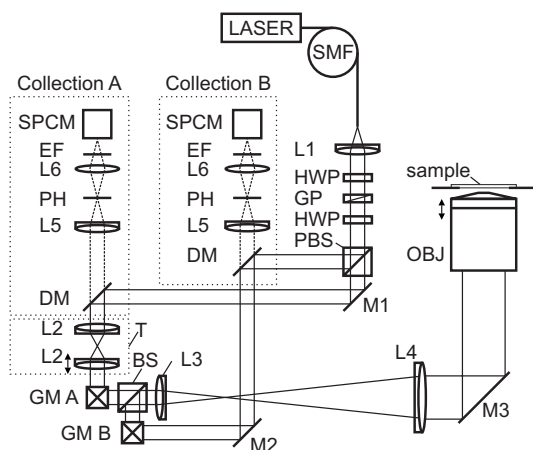 LASER
SMF
Collection A
Collection B
SPCM
SPCM
EF
EF
L6
L6
L1
PH
PH
HWP
GP
HWP
L5
L5
PBS
sample
OBJ
DM
DM
M1
L2
T
L2
BS
L3
L4
GM A
GM B
M2
M3